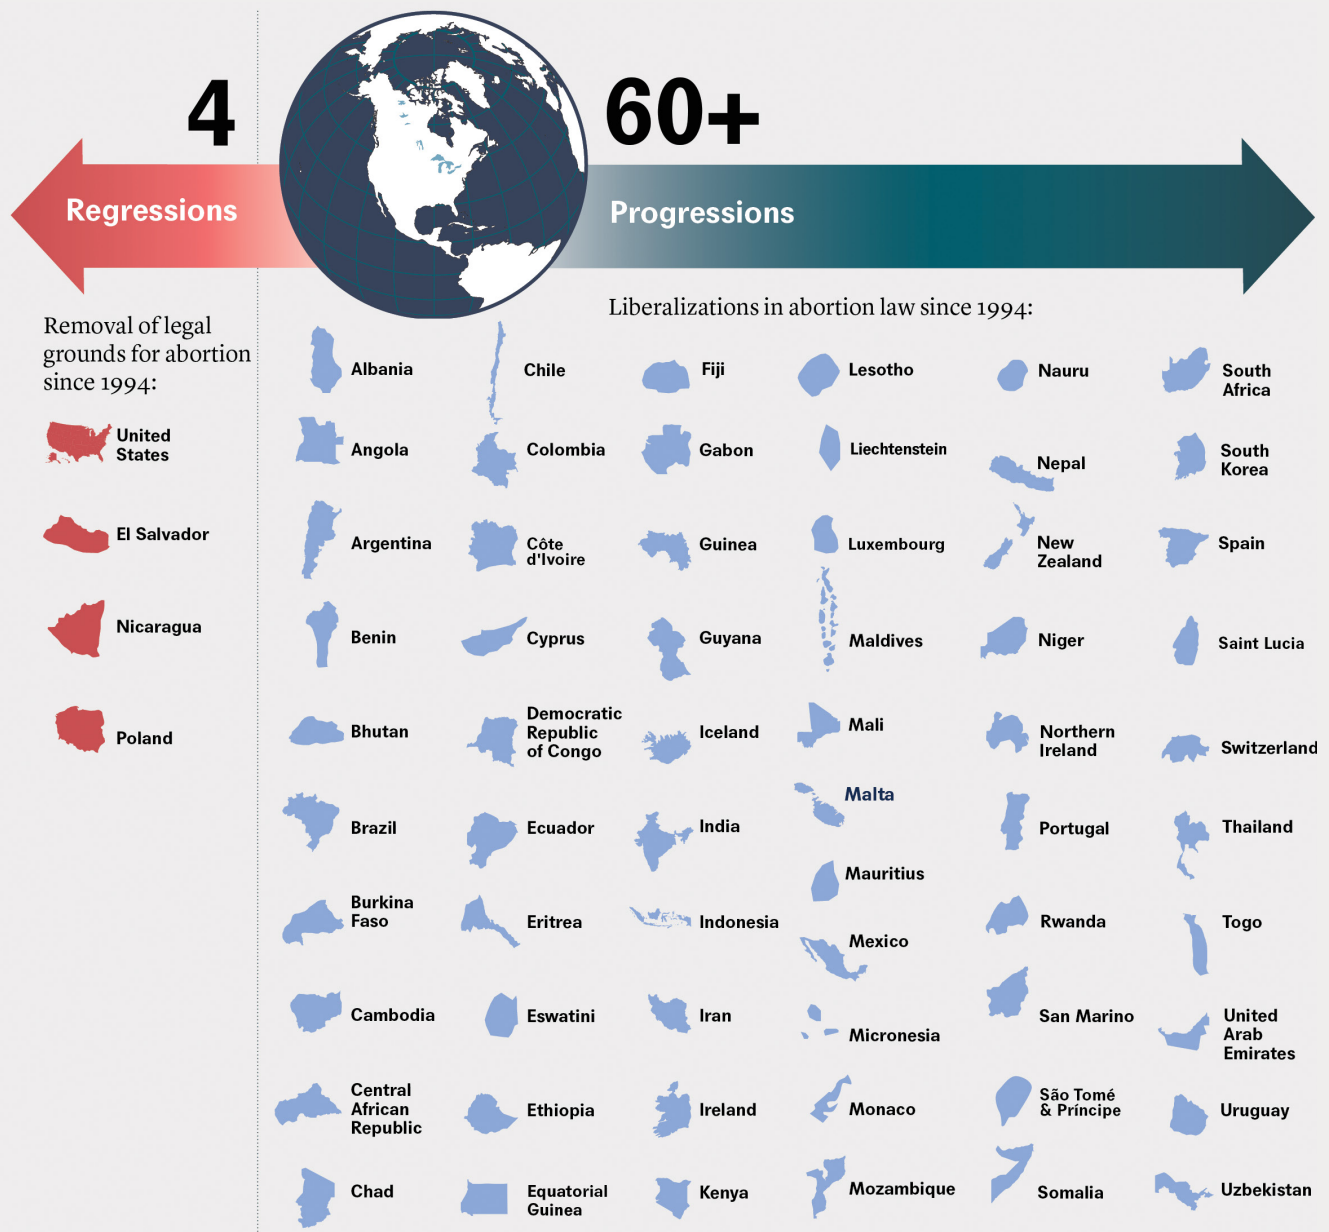 4
60+
Regressions
Progressions
Removal of legal
grounds for abortion
since 1994:
United
States
El Salvador
Nicaragua
Poland
Liberalizations in abortion law since 1994:
Albania
Angola
Argentina
Benin
Bhutan
Brazil
Burkina
Faso
Cambodia
Central
African
Republic
Chad
Chile
Colombia
Côte
d'Ivoire
Cyprus
Democratic
Republic
of Congo
Ecuador
Eritrea
Eswatini
Ethiopia
Equatorial
Guinea
Fiji
Gabon
Guinea
Guyana
Iceland
India
Indonesia
Iran
Ireland
Kenya
Lesotho
Liechtenstein
Luxembourg
Maldives
Mali
Malta
Mauritius
Mexico
Micronesia
Monaco
Mozambique
Nauru
Nepal
New
Zealand
Niger
Northern
Ireland
Portugal
Rwanda
San Marino
São Tomé
& Príncipe
Somalia
South
Africa
South
Korea
Spain
Saint Lucia
Switzerland
Thailand
Togo
United
Arab
Emirates
Uruguay
Uzbekistan